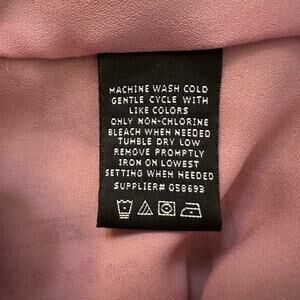 MACHINE WASH COLD
GENTLE CYCLE WITH
LIKE COLORS
ONLY NON-CHLORINE
BLEACH WHEN NEEDED
TUMBLE DRY LOW
REMOVE PROMPTLY
IRON ON LOWEST
SETTING WHEN NEEDED
SUPPLIER# 058693